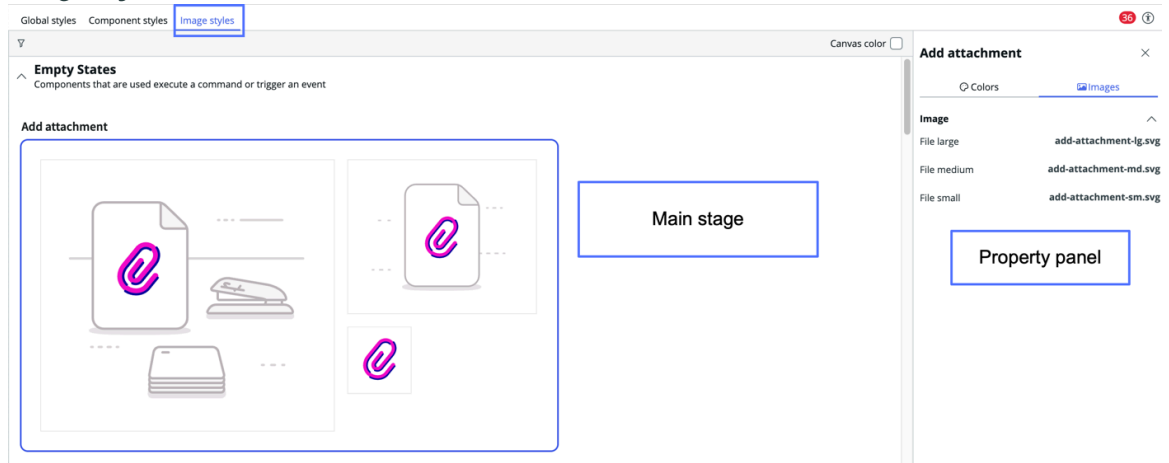 Global styles Component styles Image styles
36
Canvas color
Empty States
Components that are used execute a command or trigger an event
Add attachment
Main stage
Add attachment
Colors Images
Image
File large add-attachment-lg.svg
File medium add-attachment-md.svg
File small add-attachment-sm.svg
Property panel